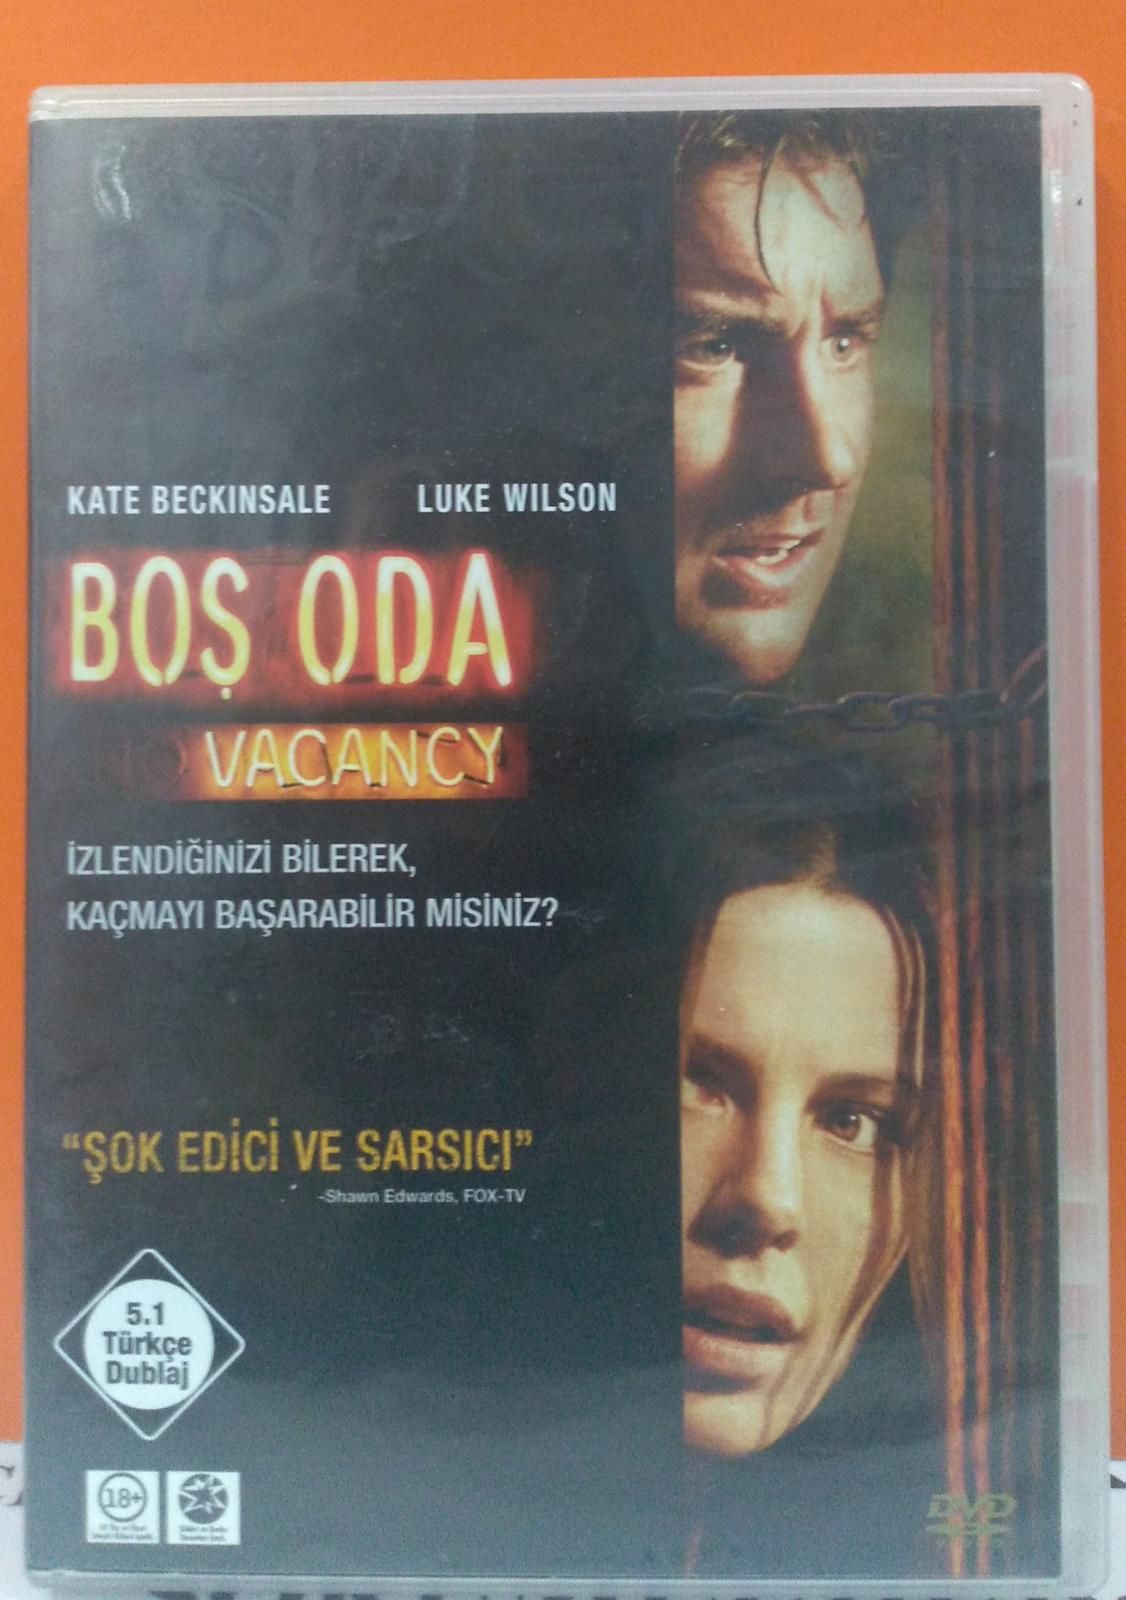 KATE BECKINSALE LUKE WILSON
BOŞ ODA
NO VACANCY
İZLENDİĞİNİZİ BİLEREK,
KAÇMAYI BAŞARABİLİR MİSİNİZ?
“ŞOK EDİCİ VE SARSICI”
-Shawn Edwards, FOX-TV
5.1
Türkçe
Dublaj
18+
DVD